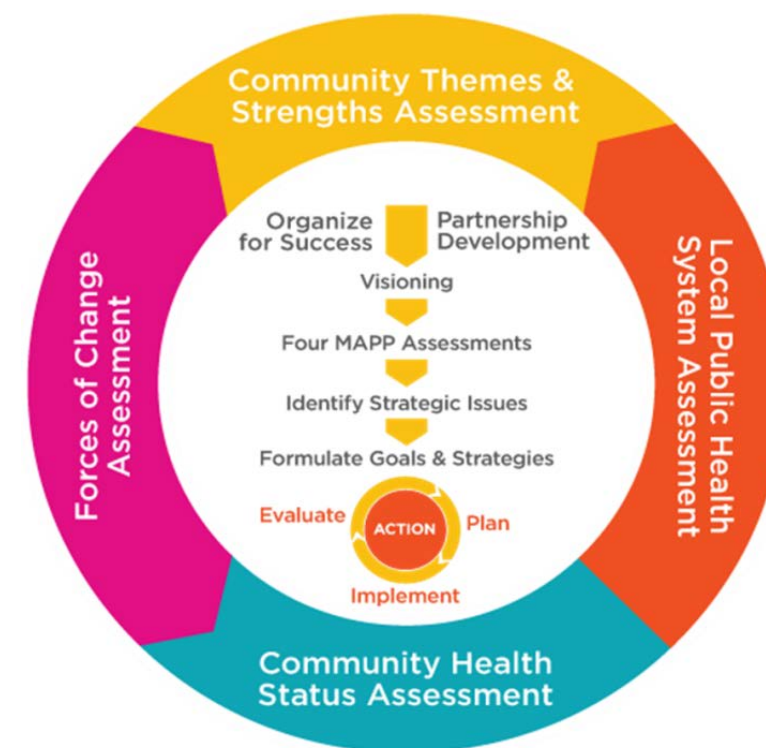 Community Themes &
Strengths Assessment
Organize
for Success
Partnership
Development
Visioning
Four MAPP Assessments
Identify Strategic Issues
Formulate Goals & Strategies
Evaluate
ACTION
Plan
Implement
Forces of Change
Assessment
Local Public Health
System Assessment
Community Health
Status Assessment